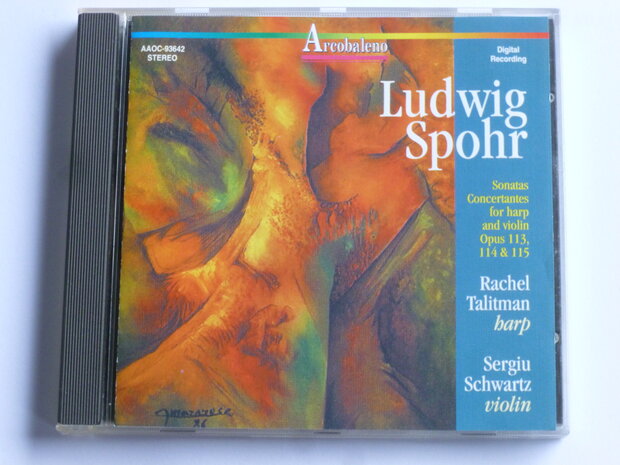 AAOC-93642
STEREO
Arcobaleno
Digital
Recording
Ludwig
Spohr
Sonatas
Concertantes
for harp
and violin
Opus 113,
114 & 115
Rachel
Talitman
harp
Sergiu
Schwartz
violin